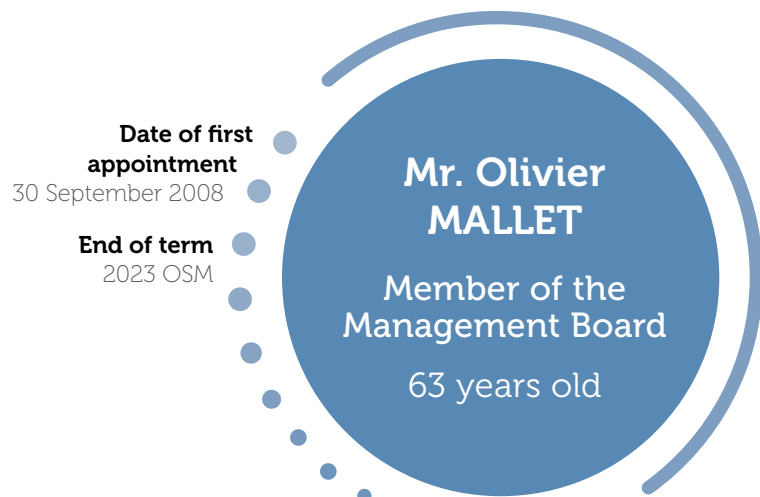 Date of first
appointment
30 September 2008
End of term
2023 OSM
Mr. Olivier
MALLET
Member of the
Management Board
63 years old